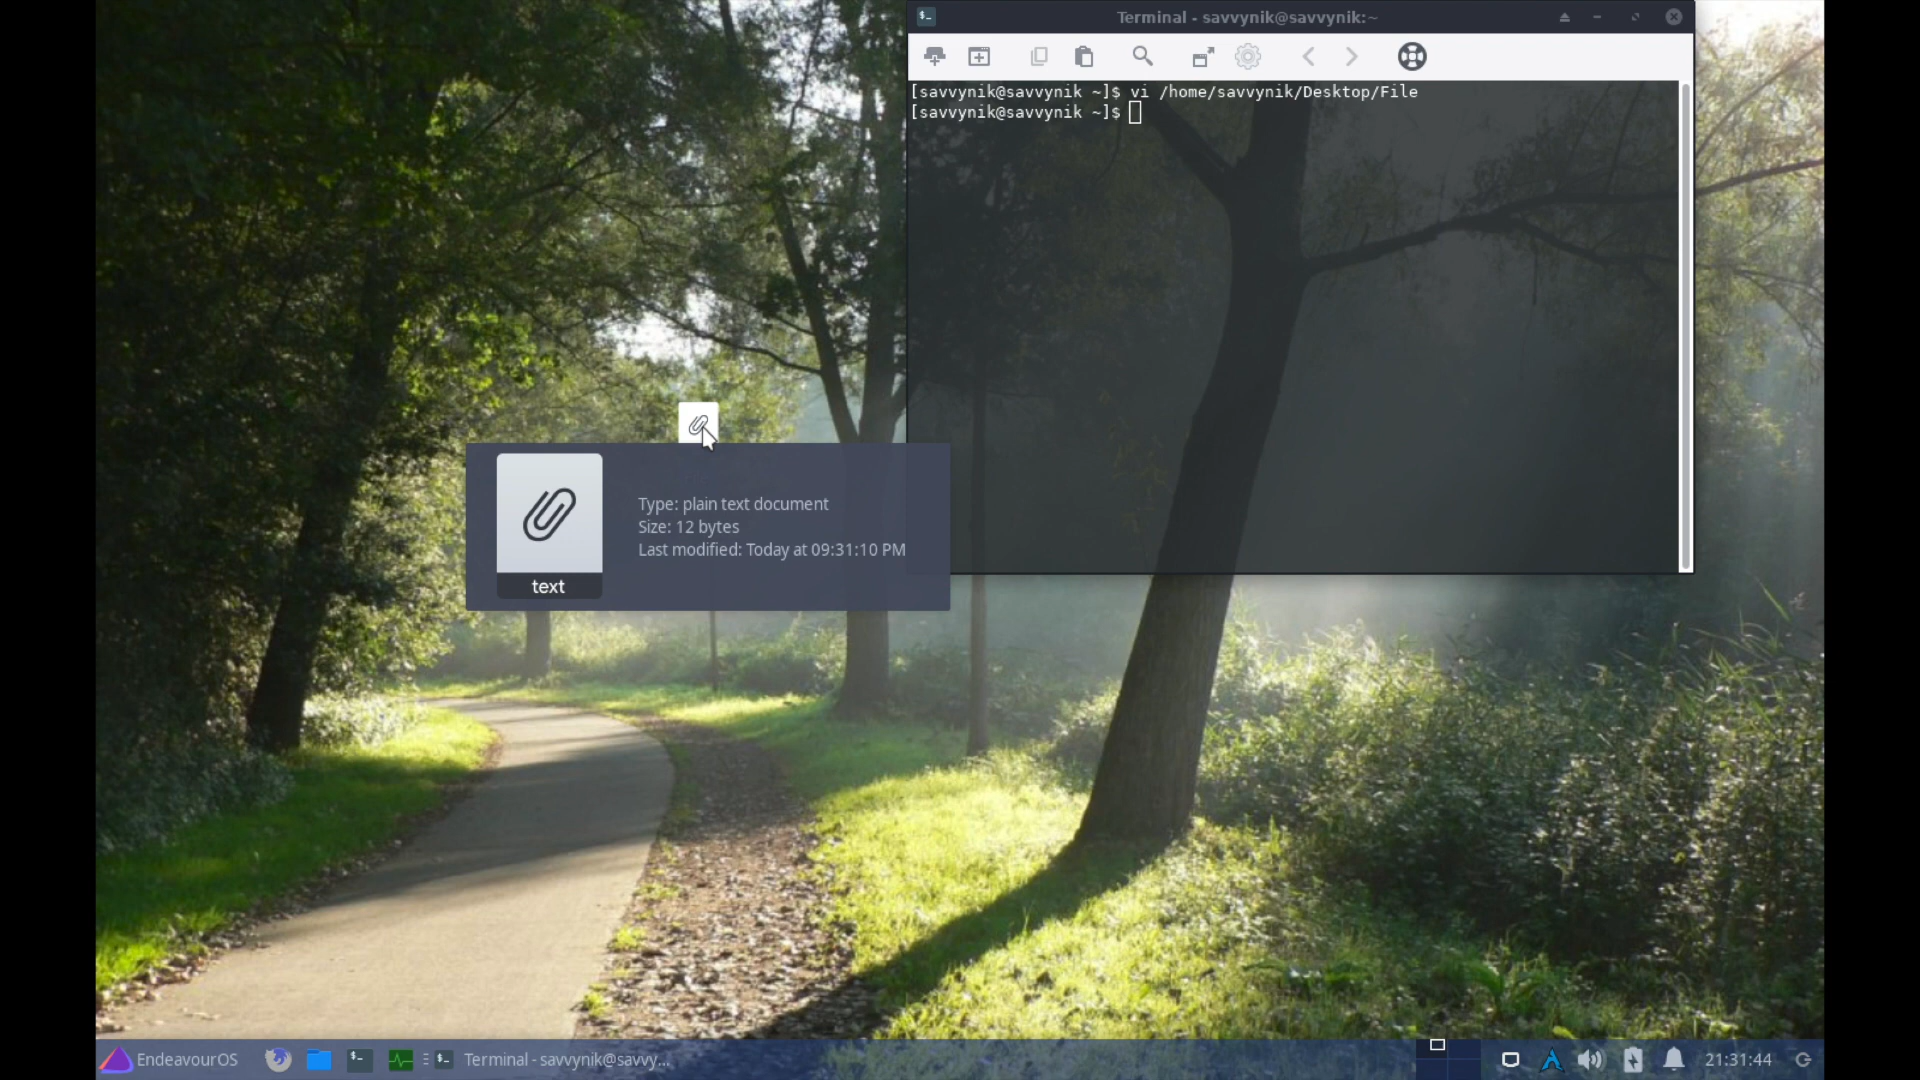 Terminal - savvynik@savvynik:~
[savvynik@savvynik ~]$ vi /home/savvynik/Desktop/File
[savvynik@savvynik ~]$
Type: plain text document
Size: 12 bytes
Last modified: Today at 09:31:10 PM
text
EndeavourOS
Terminal - savvynik@savvy...
21:31:44